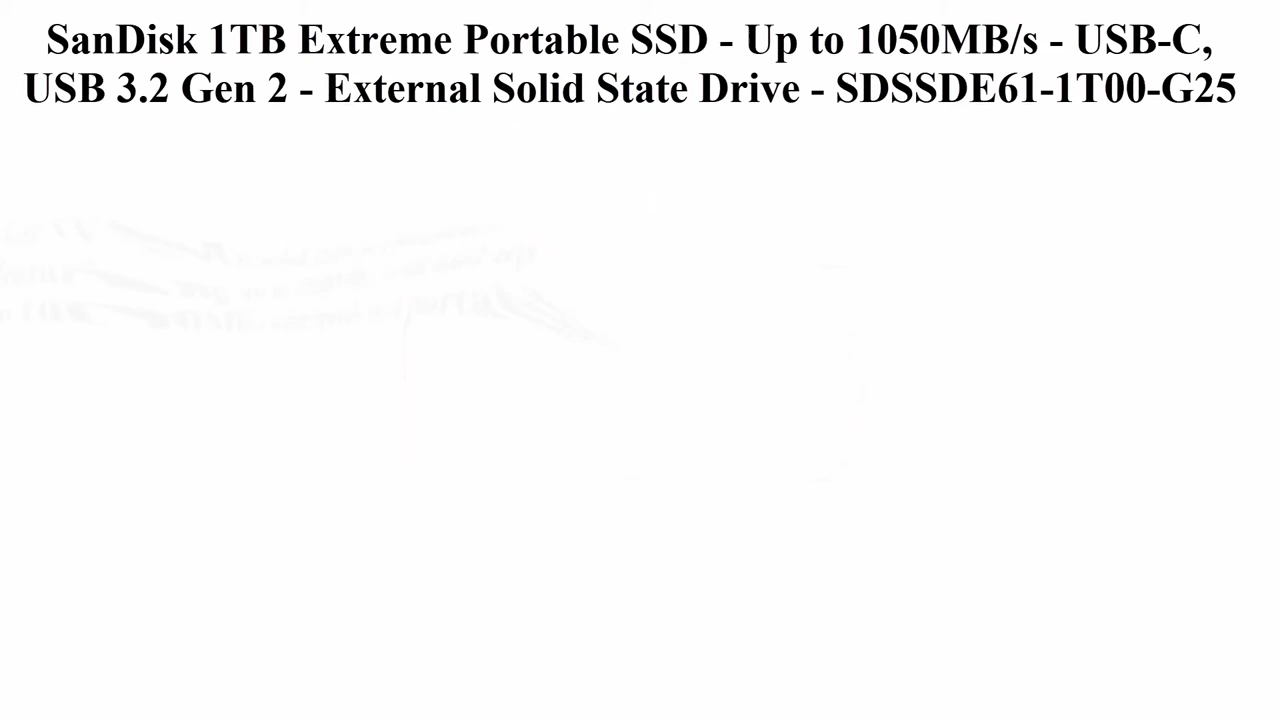 SanDisk 1TB Extreme Portable SSD - Up to 1050MB/s - USB-C,
USB 3.2 Gen 2 - External Solid State Drive - SDSSDE61-1T00-G25